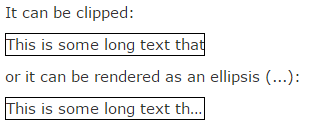 It can be clipped:
This is some long text that
or it can be rendered as an ellipsis (...):
This is some long text th...